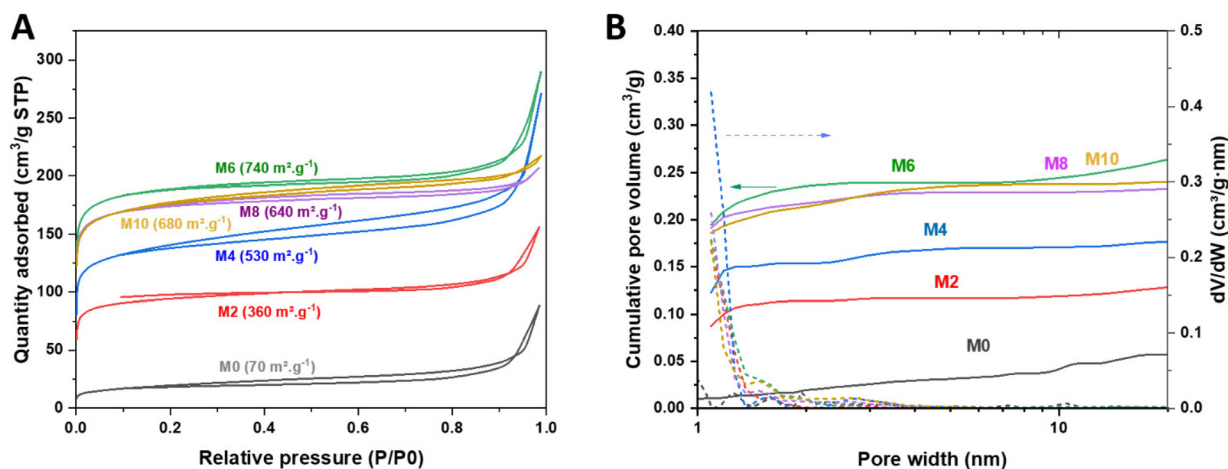 A
Quantity adsorbed (cm³/g STP)
300
250
200
150
100
50
0
M6 (740 m².g⁻¹)
M8 (640 m².g⁻¹)
M10 (680 m².g⁻¹)
M4 (530 m².g⁻¹)
M2 (360 m².g⁻¹)
M0 (70 m².g⁻¹)
0.0 0.2 0.4 0.6 0.8 1.0
Relative pressure (P/P0)
B
Cumulative pore volume (cm³/g)
0.40
0.35
0.30
0.25
0.20
0.15
0.10
0.05
0.00
M6
M8
M10
M4
M2
M0
0.5
0.4
0.3
0.2
0.1
0.0
dV/dW (cm³/g·nm)
1 10
Pore width (nm)